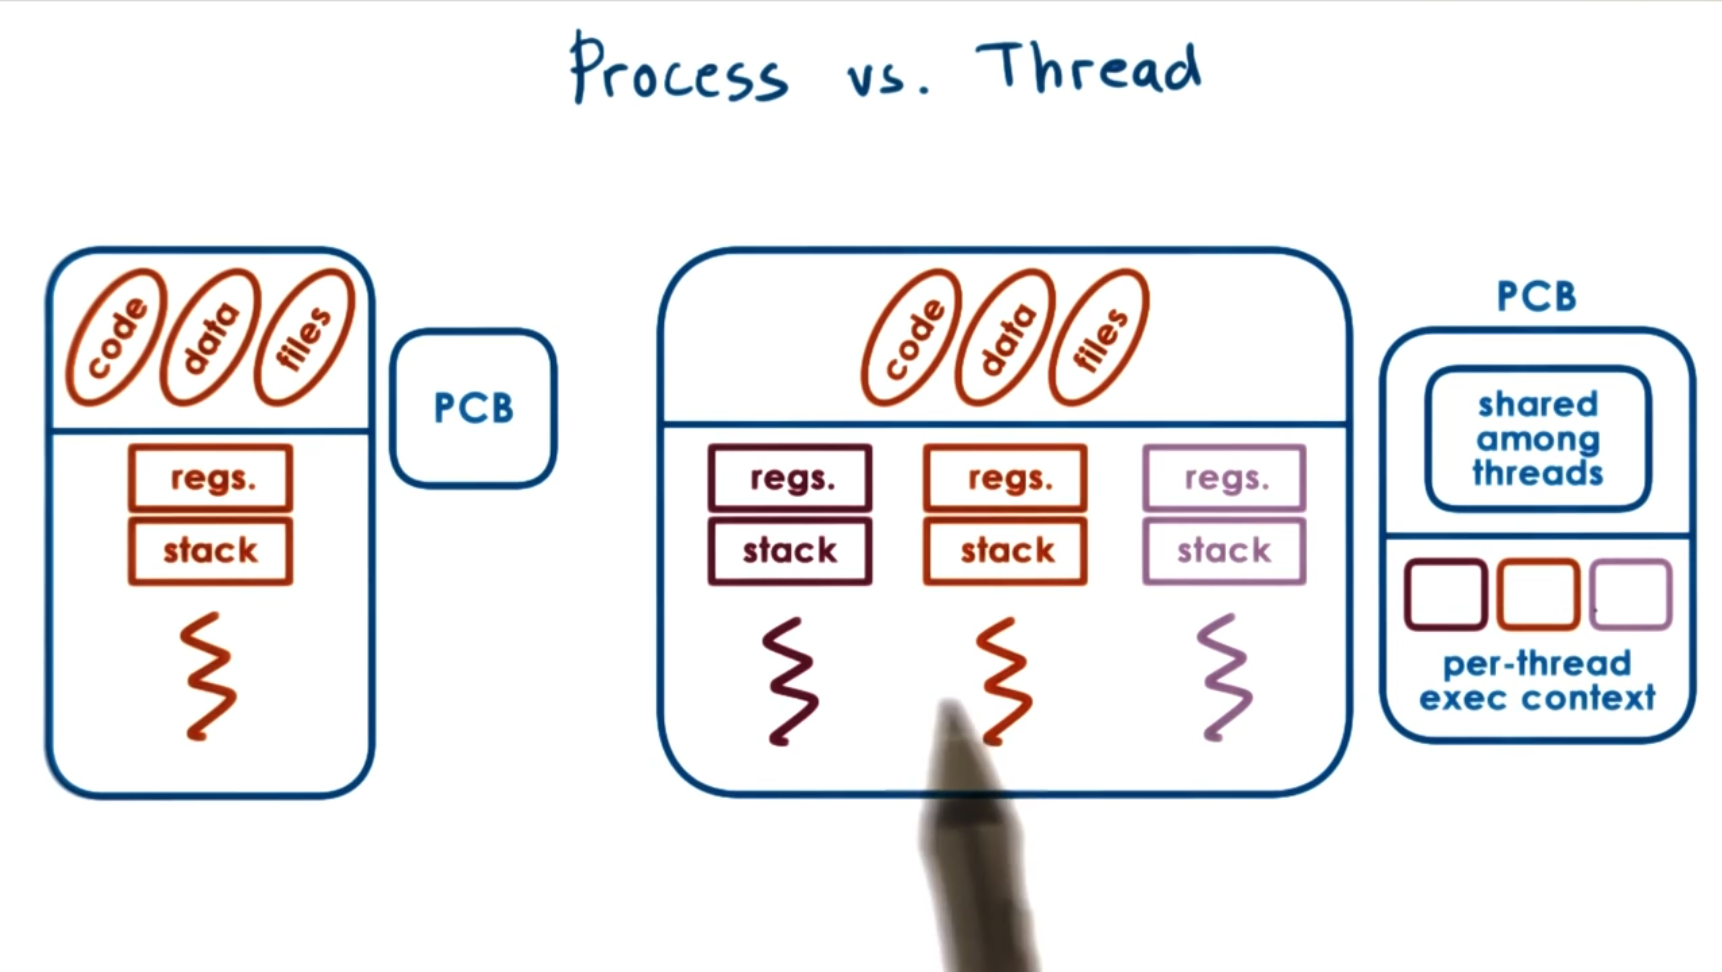 Process vs. Thread
code data files
regs.
stack
PCB
code data files
regs. regs. regs.
stack stack stack
PCB
shared
among
threads
per-thread
exec context